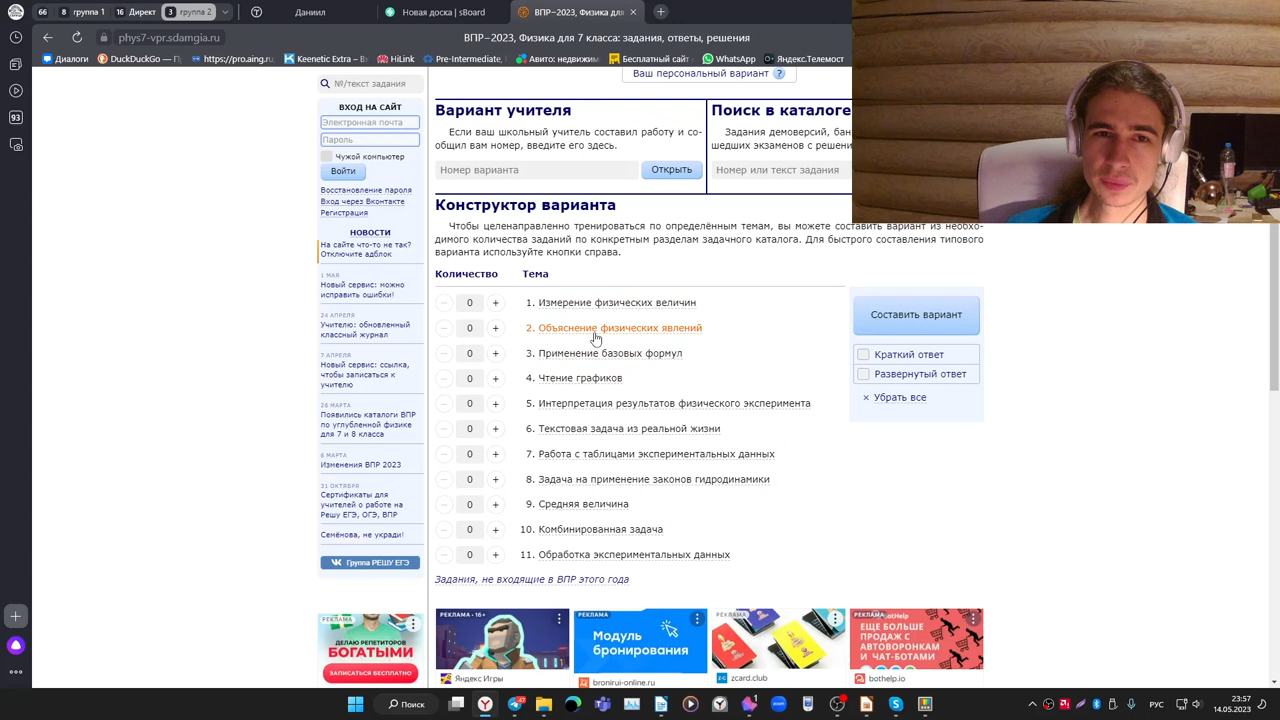 66
8 группа 1
16 Директ
3 группа 2
Даниил
Новая доска | sBoard
ВПР–2023, Физика для
phys7-vpr.sdamgia.ru
ВПР−2023, Физика для 7 класса: задания, ответы, решения
Диалоги
DuckDuckGo — П
https://pro.aing.ru
Keenetic Extra – В
HiLink
Pre-Intermediate,
Авито: недвижим
Бесплатный сайт с
WhatsApp
Яндекс.Телемост
93
№/текст задания
ВХОД НА САЙТ
Электронная почта
Пароль
Чужой компьютер
Войти
Восстановление пароля
Вход через Вконтакте
Регистрация
НОВОСТИ
На сайте что-то не так?
Отключите адблок
1 МАЯ
Новый сервис: можно
исправить ошибки!
24 АПРЕЛЯ
Учителю: обновленный
классный журнал
7 АПРЕЛЯ
Новый сервис: ссылка,
чтобы записаться к
учителю
26 МАРТА
Появились каталоги ВПР
по углубленной физике
для 7 и 8 класса
6 МАРТА
Изменения ВПР 2023
31 ОКТЯБРЯ
Сертификаты для
учителей о работе на
Решу ЕГЭ, ОГЭ, ВПР
Семёнова, не укради!
Группа РЕШУ ЕГЭ
РЕКЛАМА
ДЕЛАЮ РЕПЕТИТОРОВ
БОГАТЫМИ
ЗАПИСАТЬСЯ БЕСПЛАТНО
Ваш персональный вариант ?
Вариант учителя
Если ваш школьный учитель составил работу и со-
общил вам номер, введите его здесь.
Номер варианта
Открыть
Поиск в каталоге
Задания демоверсий, бан
шедших экзаменов с решени
Номер или текст задания
Конструктор варианта
Чтобы целенаправленно тренироваться по определённым темам, вы можете составить вариант из необхо-
димого количества заданий по конкретным разделам задачного каталога. Для быстрого составления типового
варианта используйте кнопки справа.
Количество Тема
− 0 + 1. Измерение физических величин
− 0 + 2. Объяснение физических явлений
− 0 + 3. Применение базовых формул
− 0 + 4. Чтение графиков
− 0 + 5. Интерпретация результатов физического эксперимента
− 0 + 6. Текстовая задача из реальной жизни
− 0 + 7. Работа с таблицами экспериментальных данных
− 0 + 8. Задача на применение законов гидродинамики
− 0 + 9. Средняя величина
− 0 + 10. Комбинированная задача
− 0 + 11. Обработка экспериментальных данных
Задания, не входящие в ВПР этого года
Составить вариант
Краткий ответ
Развернутый ответ
× Убрать все
РЕКЛАМА • 16+
Яндекс Игры
РЕКЛАМА
Модуль
бронирования
bronirui-online.ru
РЕКЛАМА
zcard.club
РЕКЛАМА
BotHelp
ЕЩЕ БОЛЬШЕ
ПРОДАЖ С
АВТОВОРОНКАМИ
И ЧАТ-БОТАМИ
bothelp.io
Поиск
РУС
23:57
14.05.2023